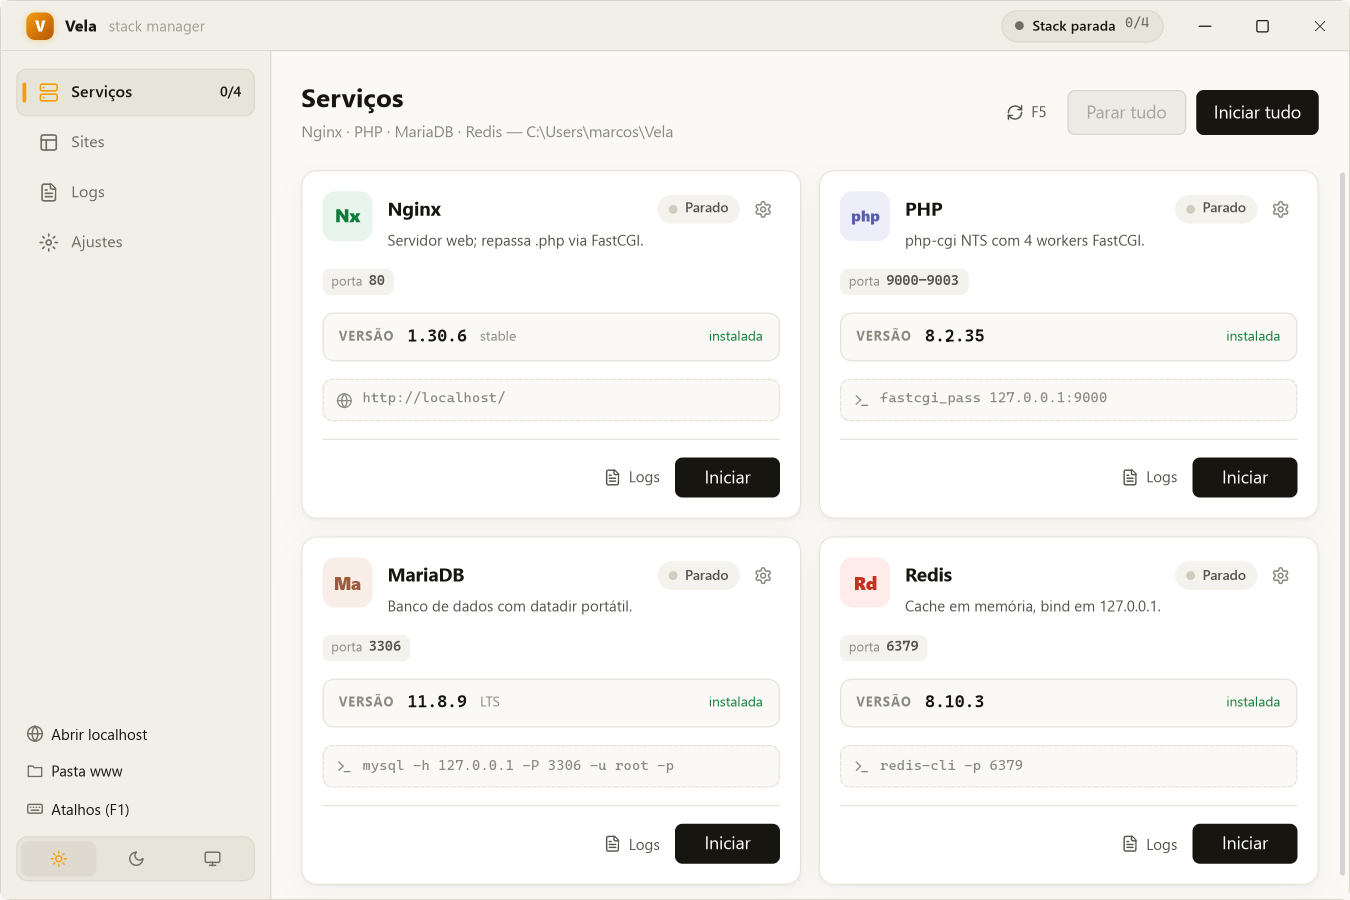 V Vela stack manager
Stack parada 0/4
Serviços 0/4
Sites
Logs
Ajustes
Abrir localhost
Pasta www
Atalhos (F1)
Serviços
Nginx · PHP · MariaDB · Redis — C:\Users\marcos\Vela
F5
Parar tudo
Iniciar tudo
Nx
Nginx
Parado
Servidor web; repassa .php via FastCGI.
porta 80
VERSÃO 1.30.6 stable instalada
http://localhost/
Logs
Iniciar
php
PHP
Parado
php-cgi NTS com 4 workers FastCGI.
porta 9000–9003
VERSÃO 8.2.35 instalada
fastcgi_pass 127.0.0.1:9000
Logs
Iniciar
Ma
MariaDB
Parado
Banco de dados com datadir portátil.
porta 3306
VERSÃO 11.8.9 LTS instalada
mysql -h 127.0.0.1 -P 3306 -u root -p
Logs
Iniciar
Rd
Redis
Parado
Cache em memória, bind em 127.0.0.1.
porta 6379
VERSÃO 8.10.3 instalada
redis-cli -p 6379
Logs
Iniciar